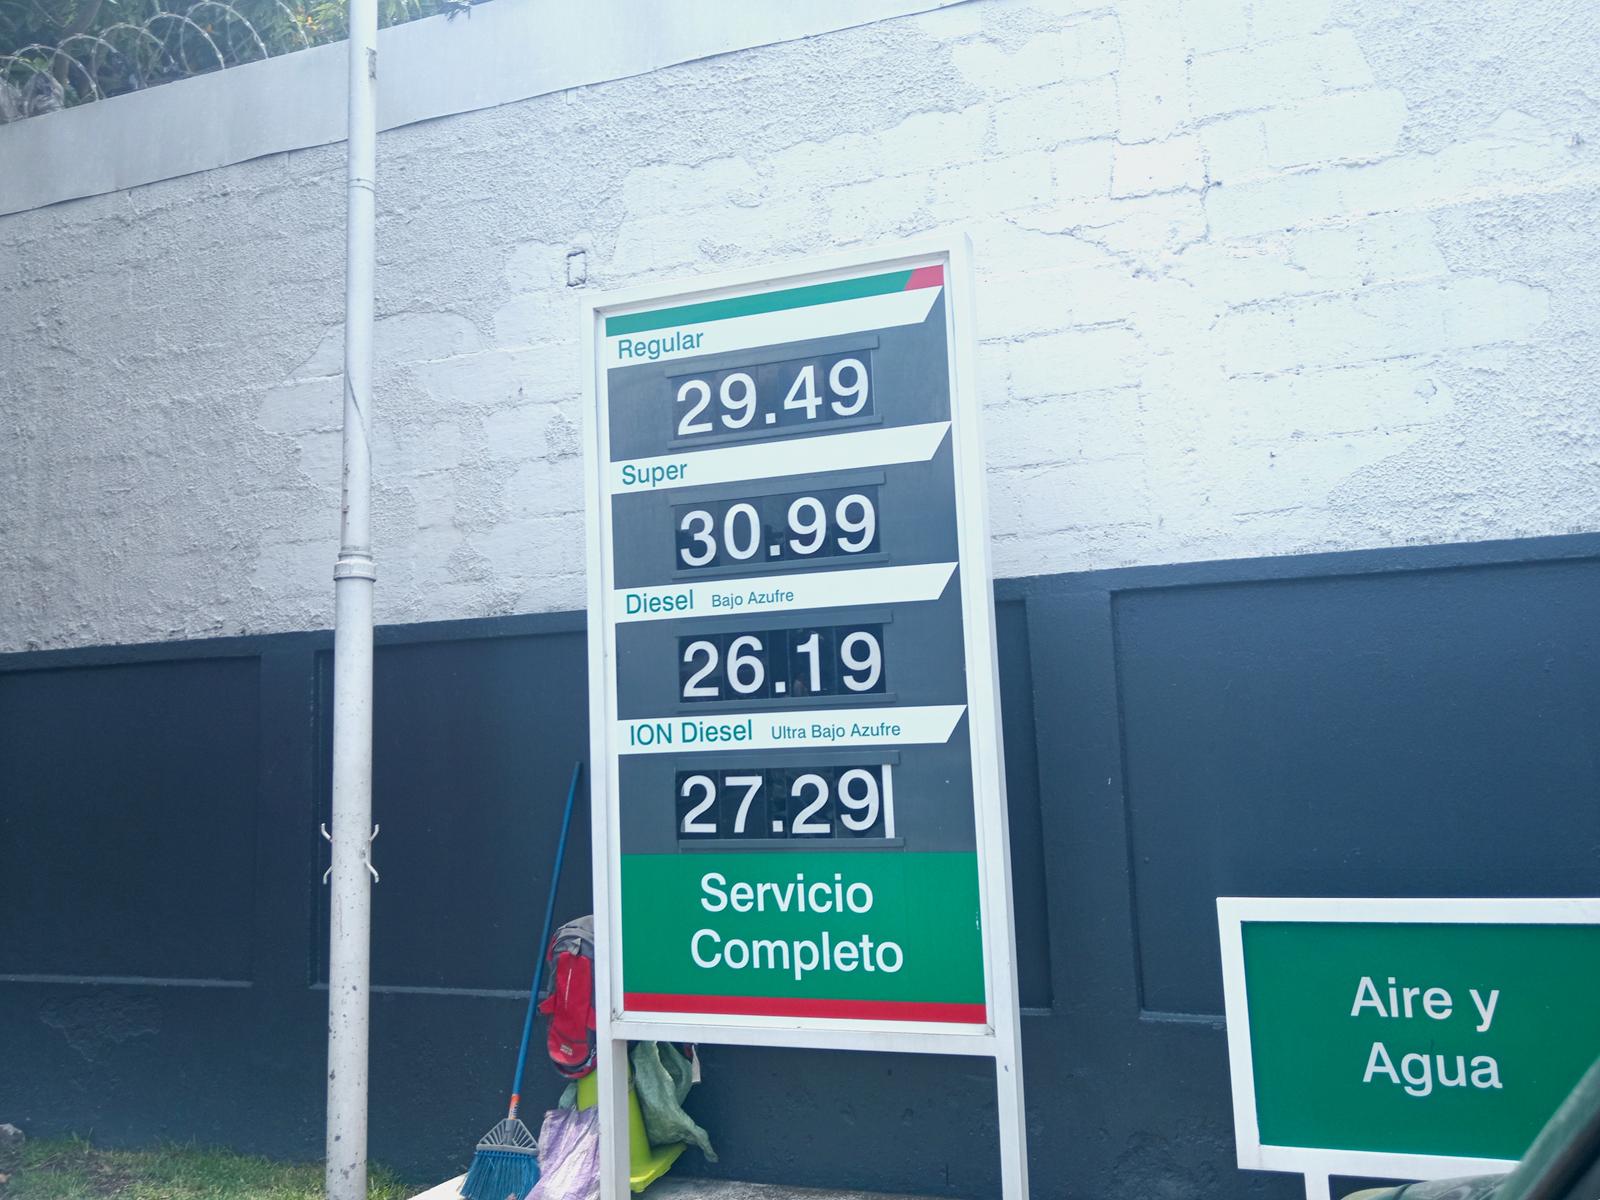 Regular
29.49
Super
30.99
Diesel Bajo Azufre
26.19
ION Diesel Ultra Bajo Azufre
27.29
Servicio
Completo
Aire y
Agua